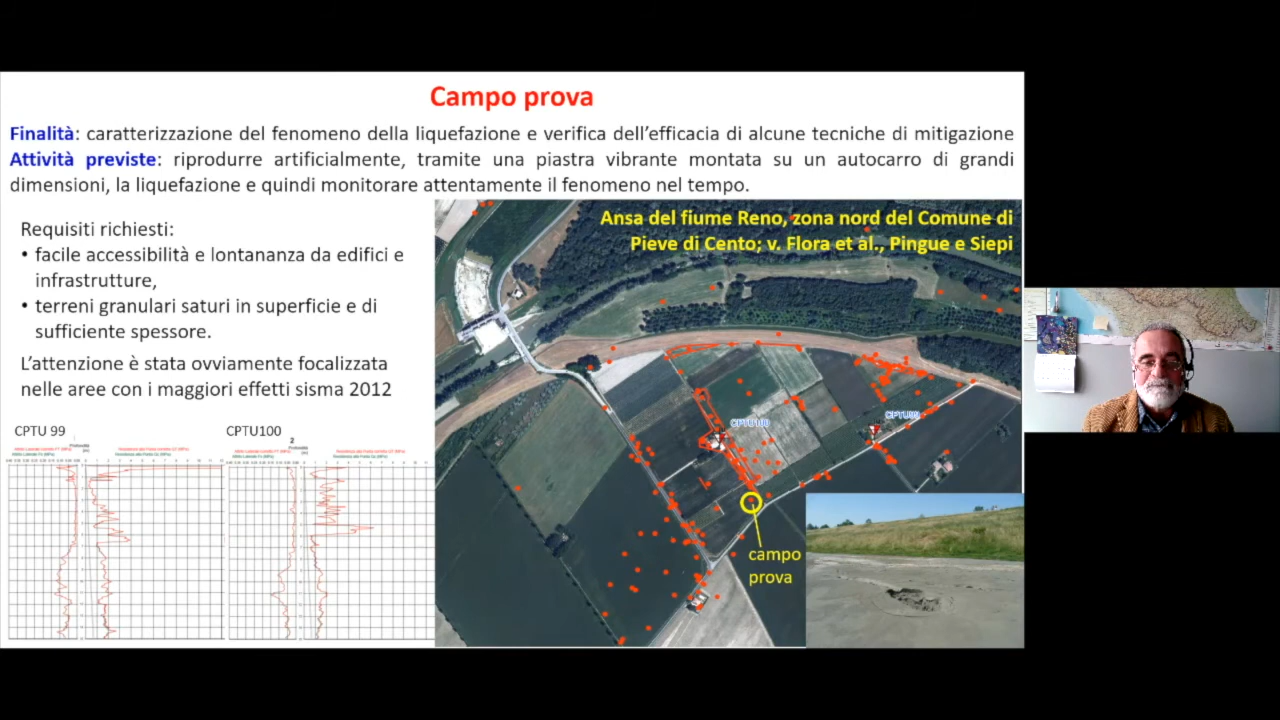 Campo prova
Finalità: caratterizzazione del fenomeno della liquefazione e verifica dell'efficacia di alcune tecniche di mitigazione
Attività previste: riprodurre artificialmente, tramite una piastra vibrante montata su un autocarro di grandi
dimensioni, la liquefazione e quindi monitorare attentamente il fenomeno nel tempo.
Requisiti richiesti:
• facile accessibilità e lontananza da edifici e
infrastrutture,
• terreni granulari saturi in superficie e di
sufficiente spessore.
L'attenzione è stata ovviamente focalizzata
nelle aree con i maggiori effetti sisma 2012
Ansa del fiume Reno, zona nord del Comune di
Pieve di Cento; v. Flora et al., Pingue e Siepi
CPTU100
CPTU99
campo
prova
CPTU 99
CPTU100
2